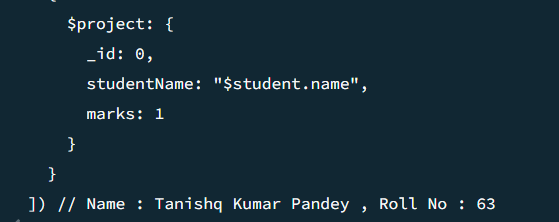 $project: {
_id: 0,
studentName: "$student.name",
marks: 1
}
}
]) // Name : Tanishq Kumar Pandey , Roll No : 63